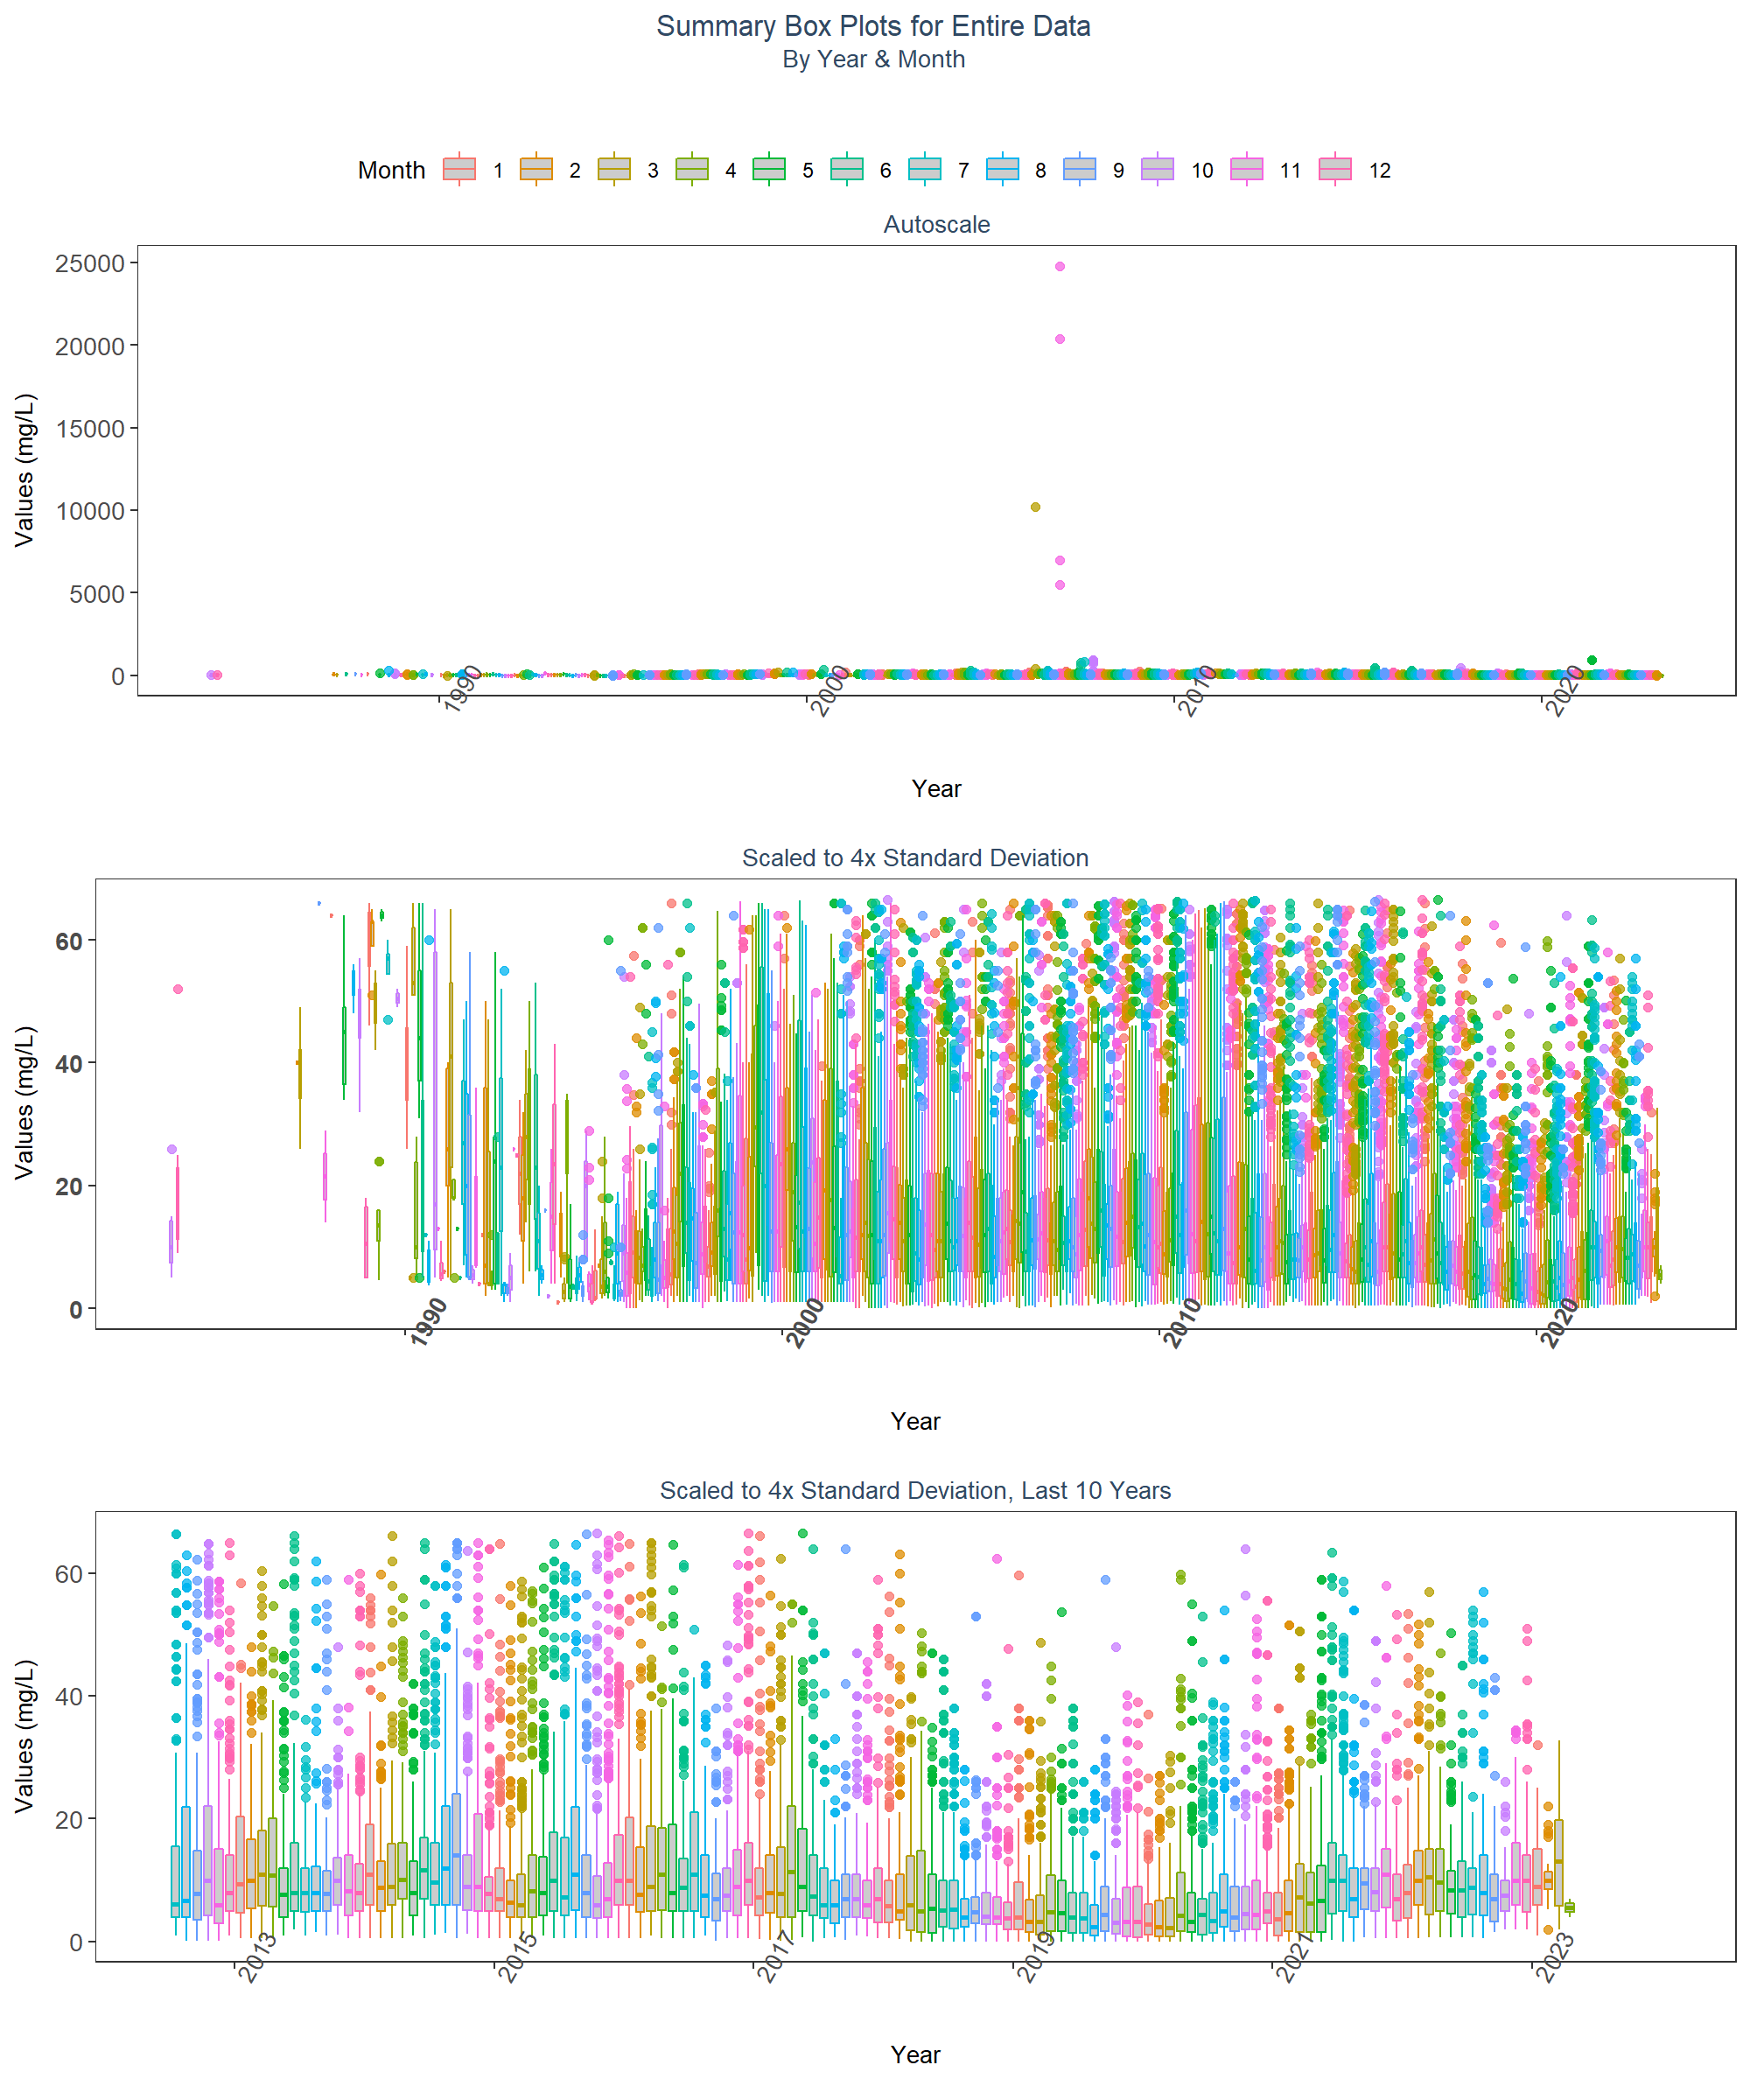 Summary Box Plots for Entire Data
By Year & Month
Month 1 2 3 4 5 6 7 8 9 10 11 12
Autoscale
25000
20000
15000
10000
5000
0
Values (mg/L)
1990 2000 2010 2020
Year
Scaled to 4x Standard Deviation
60
40
20
0
Values (mg/L)
1990 2000 2010 2020
Year
Scaled to 4x Standard Deviation, Last 10 Years
60
40
20
0
Values (mg/L)
2013 2015 2017 2019 2021 2023
Year